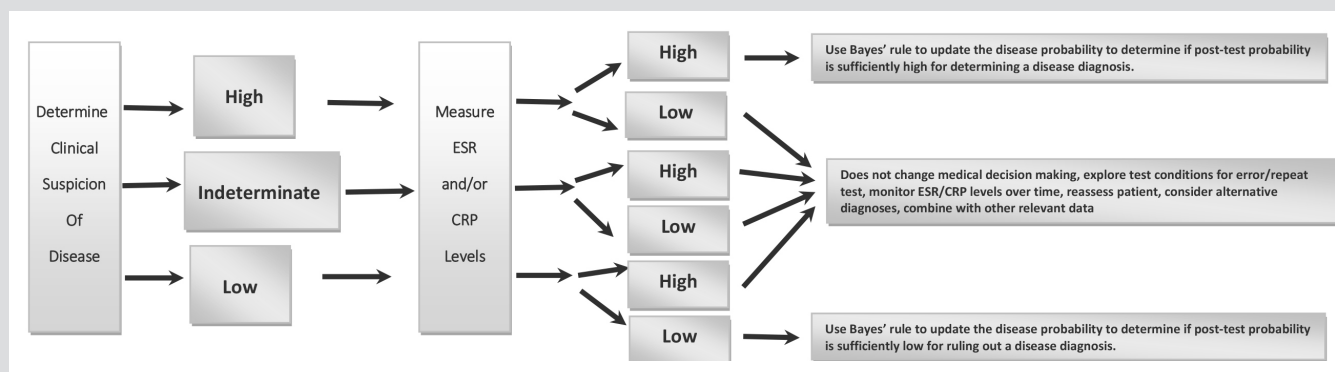 Determine
Clinical
Suspicion
Of
Disease
High
Indeterminate
Low
Measure
ESR
and/or
CRP
Levels
High
Low
High
Low
High
Low
Use Bayes’ rule to update the disease probability to determine if post-test probability
is sufficiently high for determining a disease diagnosis.
Does not change medical decision making, explore test conditions for error/repeat
test, monitor ESR/CRP levels over time, reassess patient, consider alternative
diagnoses, combine with other relevant data
Use Bayes’ rule to update the disease probability to determine if post-test probability
is sufficiently low for ruling out a disease diagnosis.